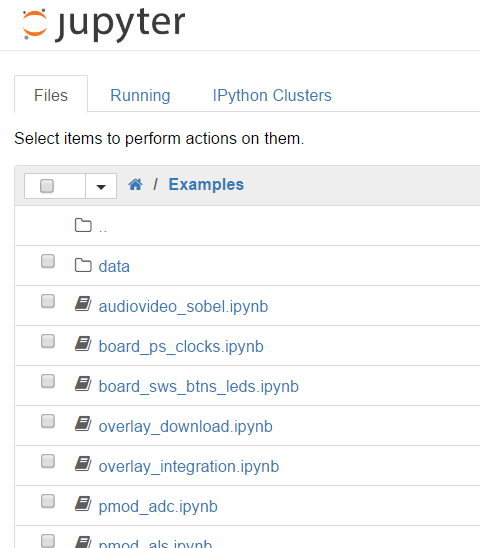 jupyter
Files Running IPython Clusters
Select items to perform actions on them.
/ Examples
..
data
audiovideo_sobel.ipynb
board_ps_clocks.ipynb
board_sws_btns_leds.ipynb
overlay_download.ipynb
overlay_integration.ipynb
pmod_adc.ipynb
pmod_als.ipynb